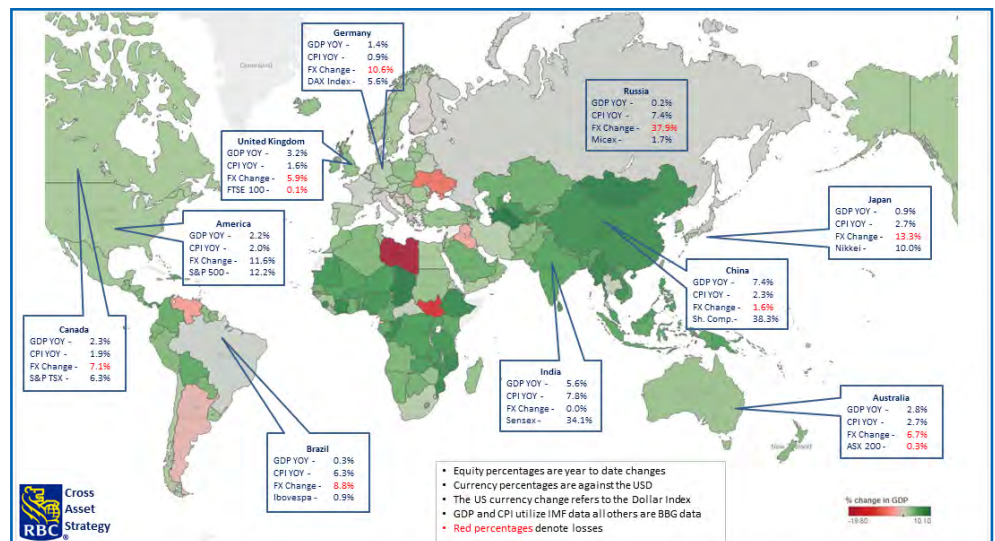 Germany
GDP YOY - 1.4%
CPI YOY - 0.9%
FX Change - 10.6%
DAX Index - 5.6%
Russia
GDP YOY - 0.2%
CPI YOY - 7.4%
FX Change - 37.9%
Micex - 1.7%
United Kingdom
GDP YOY - 3.2%
CPI YOY - 1.6%
FX Change - 5.9%
FTSE 100 - 0.1%
Japan
GDP YOY - 0.9%
CPI YOY - 2.7%
FX Change - 13.3%
Nikkei - 10.0%
America
GDP YOY - 2.2%
CPI YOY - 2.0%
FX Change - 11.6%
S&P 500 - 12.2%
China
GDP YOY - 7.4%
CPI YOY - 2.3%
FX Change - 1.6%
Sh. Comp.- 38.3%
Canada
GDP YOY - 2.3%
CPI YOY - 1.9%
FX Change - 7.1%
S&P TSX - 6.3%
India
GDP YOY - 5.6%
CPI YOY - 7.8%
FX Change - 0.0%
Sensex - 34.1%
Australia
GDP YOY - 2.8%
CPI YOY - 2.7%
FX Change - 6.7%
ASX 200 - 0.3%
Brazil
GDP YOY - 0.3%
CPI YOY - 6.3%
FX Change - 8.8%
Ibovespa - 0.9%
• Equity percentages are year to date changes
• Currency percentages are against the USD
• The US currency change refers to the Dollar Index
• GDP and CPI utilize IMF data all others are BBG data
• Red percentages denote losses
% change in GDP
-19.80 10.10
RBC ®
Cross
Asset
Strategy